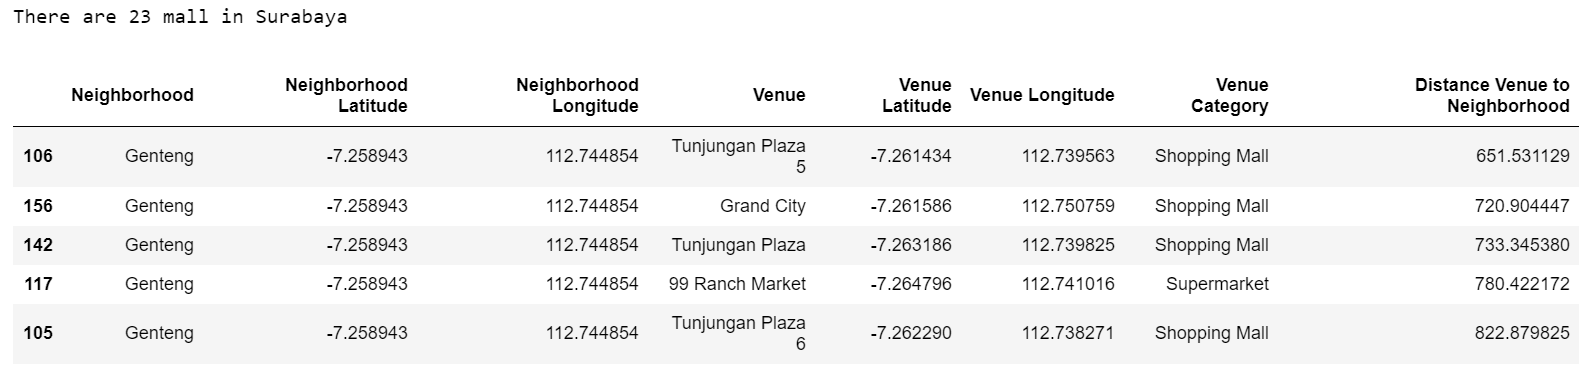 There are 23 mall in Surabaya
Neighborhood Neighborhood Latitude Neighborhood Longitude Venue Venue Latitude Venue Longitude Venue Category Distance Venue to Neighborhood
106 Genteng -7.258943 112.744854 Tunjungan Plaza 5 -7.261434 112.739563 Shopping Mall 651.531129
156 Genteng -7.258943 112.744854 Grand City -7.261586 112.750759 Shopping Mall 720.904447
142 Genteng -7.258943 112.744854 Tunjungan Plaza -7.263186 112.739825 Shopping Mall 733.345380
117 Genteng -7.258943 112.744854 99 Ranch Market -7.264796 112.741016 Supermarket 780.422172
105 Genteng -7.258943 112.744854 Tunjungan Plaza 6 -7.262290 112.738271 Shopping Mall 822.879825